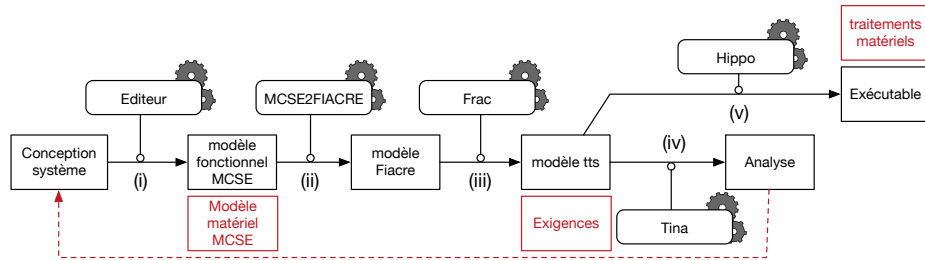 traitements
matériels
Hippo
Editeur
MCSE2FIACRE
Frac
Exécutable
(v)
Conception
système
(i)
modèle
fonctionnel
MCSE
(ii)
modèle
Fiacre
(iii)
modèle tts
(iv)
Analyse
Modèle
matériel
MCSE
Exigences
Tina